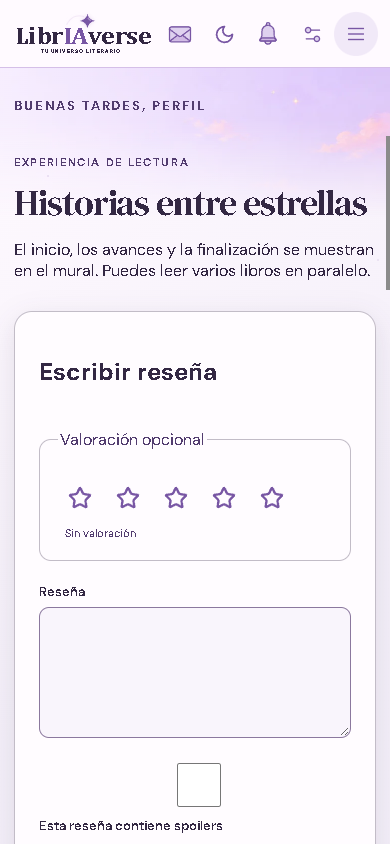 LibrIAverse
TU UNIVERSO LITERARIO
BUENAS TARDES, PERFIL
EXPERIENCIA DE LECTURA
Historias entre estrellas
El inicio, los avances y la finalización se muestran
en el mural. Puedes leer varios libros en paralelo.
Escribir reseña
Valoración opcional
Sin valoración
Reseña
Esta reseña contiene spoilers